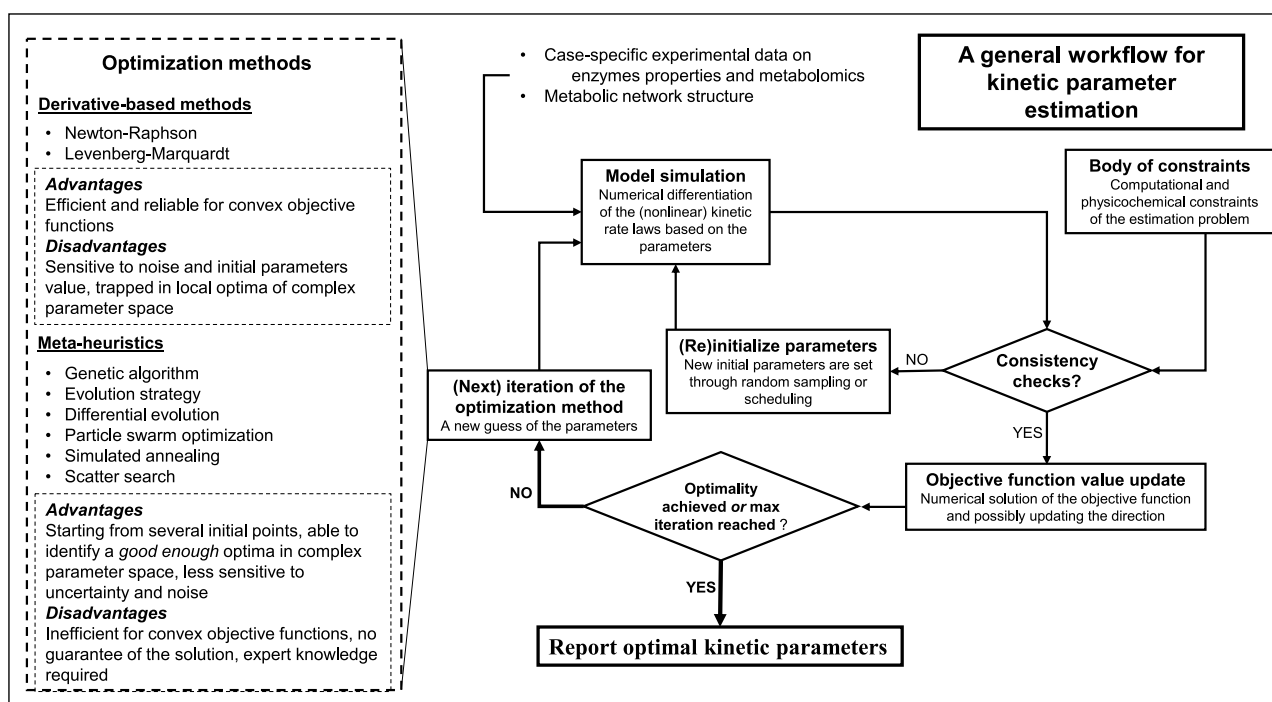 Optimization methods
Derivative-based methods
• Newton-Raphson
• Levenberg-Marquardt
Advantages
Efficient and reliable for convex objective
functions
Disadvantages
Sensitive to noise and initial parameters
value, trapped in local optima of complex
parameter space
Meta-heuristics
• Genetic algorithm
• Evolution strategy
• Differential evolution
• Particle swarm optimization
• Simulated annealing
• Scatter search
Advantages
Starting from several initial points, able to
identify a good enough optima in complex
parameter space, less sensitive to
uncertainty and noise
Disadvantages
Inefficient for convex objective functions, no
guarantee of the solution, expert knowledge
required
• Case-specific experimental data on
enzymes properties and metabolomics
• Metabolic network structure
A general workflow for
kinetic parameter
estimation
Model simulation
Numerical differentiation
of the (nonlinear) kinetic
rate laws based on the
parameters
Body of constraints
Computational and
physicochemical constraints
of the estimation problem
(Re)initialize parameters
New initial parameters are set
through random sampling or
scheduling
NO
Consistency
checks?
YES
(Next) iteration of the
optimization method
A new guess of the parameters
NO
Optimality
achieved or max
iteration reached ?
Objective function value update
Numerical solution of the objective function
and possibly updating the direction
YES
Report optimal kinetic parameters